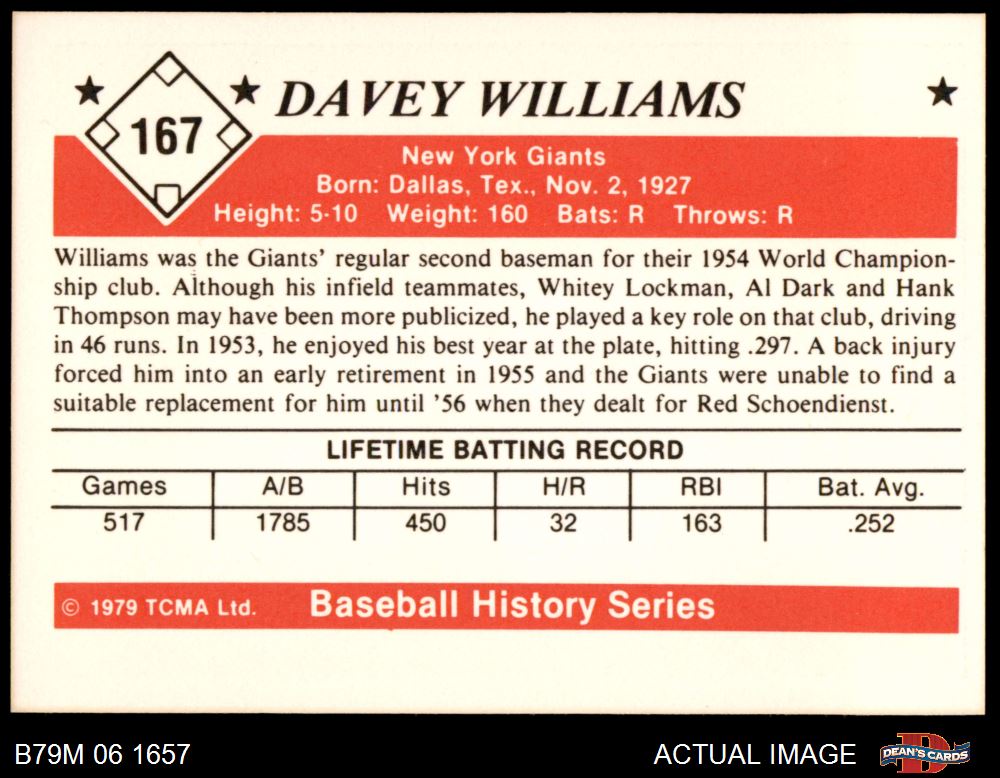 167
DAVEY WILLIAMS
New York Giants
Born: Dallas, Tex., Nov. 2, 1927
Height: 5-10 Weight: 160 Bats: R Throws: R
Williams was the Giants' regular second baseman for their 1954 World Champion-
ship club. Although his infield teammates, Whitey Lockman, Al Dark and Hank
Thompson may have been more publicized, he played a key role on that club, driving
in 46 runs. In 1953, he enjoyed his best year at the plate, hitting .297. A back injury
forced him into an early retirement in 1955 and the Giants were unable to find a
suitable replacement for him until '56 when they dealt for Red Schoendienst.
LIFETIME BATTING RECORD
Games A/B Hits H/R RBI Bat. Avg.
517 1785 450 32 163 .252
© 1979 TCMA Ltd. Baseball History Series
B79M 06 1657 ACTUAL IMAGE DEAN'S CARDS